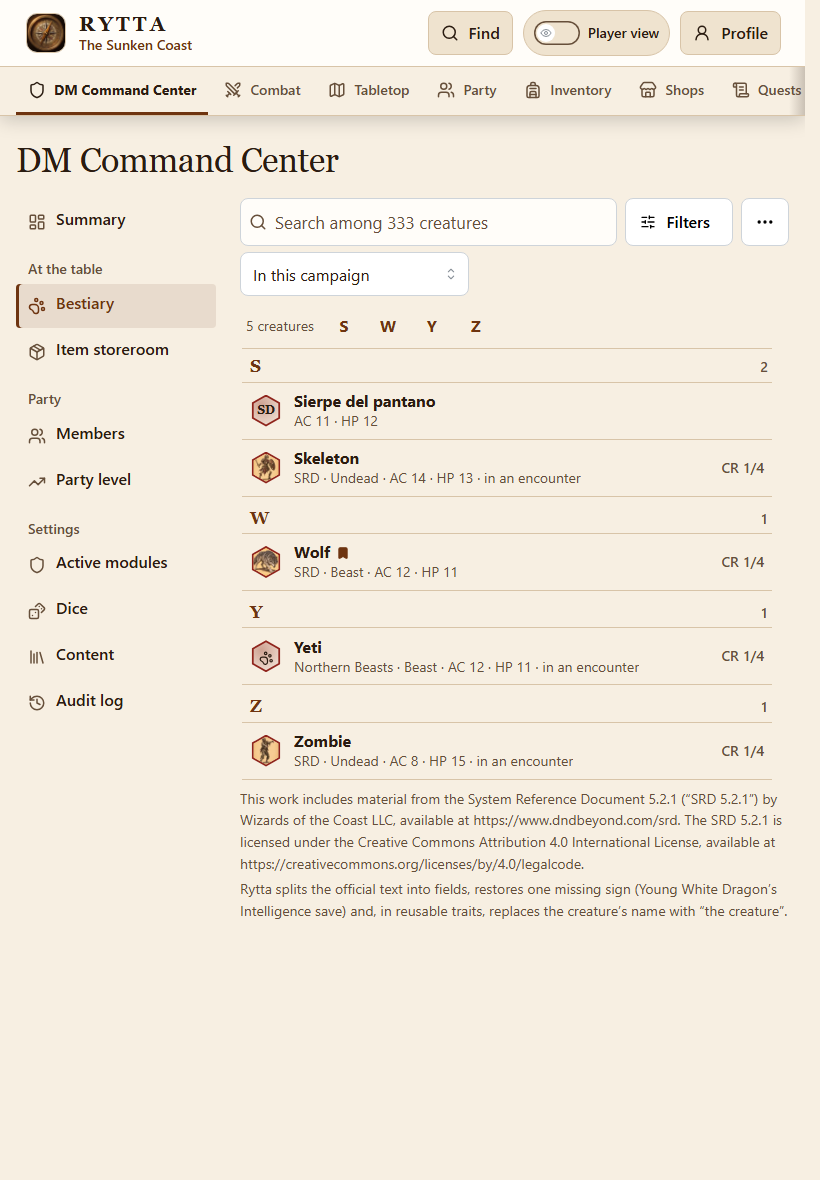 RYTTA
The Sunken Coast
Find
Player view
Profile
DM Command Center
Combat
Tabletop
Party
Inventory
Shops
Quests
DM Command Center
Summary
At the table
Bestiary
Item storeroom
Party
Members
Party level
Settings
Active modules
Dice
Content
Audit log
Search among 333 creatures
Filters
In this campaign
5 creatures S W Y Z
S 2
SD
Sierpe del pantano
AC 11 · HP 12
Skeleton
SRD · Undead · AC 14 · HP 13 · in an encounter
CR 1/4
W 1
Wolf
SRD · Beast · AC 12 · HP 11
CR 1/4
Y 1
Yeti
Northern Beasts · Beast · AC 12 · HP 11 · in an encounter
CR 1/4
Z 1
Zombie
SRD · Undead · AC 8 · HP 15 · in an encounter
CR 1/4
This work includes material from the System Reference Document 5.2.1 (“SRD 5.2.1”) by
Wizards of the Coast LLC, available at https://www.dndbeyond.com/srd. The SRD 5.2.1 is
licensed under the Creative Commons Attribution 4.0 International License, available at
https://creativecommons.org/licenses/by/4.0/legalcode.
Rytta splits the official text into fields, restores one missing sign (Young White Dragon’s
Intelligence save) and, in reusable traits, replaces the creature’s name with “the creature”.